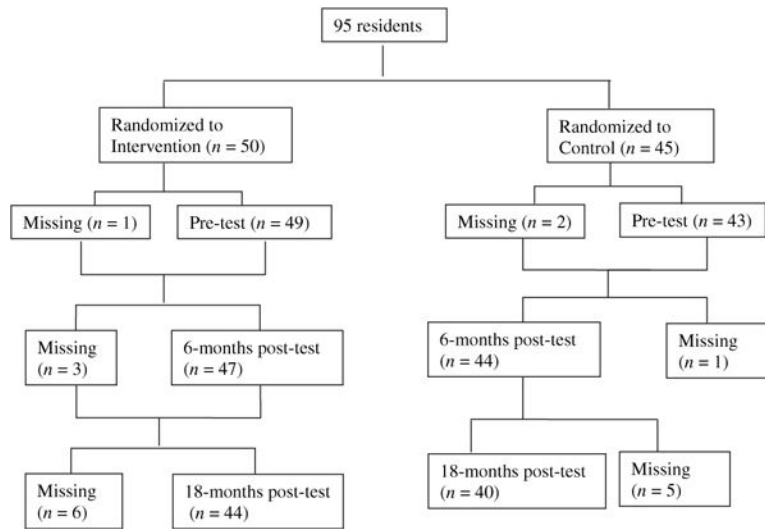 95 residents
Randomized to
Intervention (n = 50)
Randomized to
Control (n = 45)
Missing (n = 1)
Pre-test (n = 49)
Missing (n = 2)
Pre-test (n = 43)
Missing
(n = 3)
6-months post-test
(n = 47)
6-months post-test
(n = 44)
Missing
(n = 1)
Missing
(n = 6)
18-months post-test
(n = 44)
18-months post-test
(n = 40)
Missing
(n = 5)